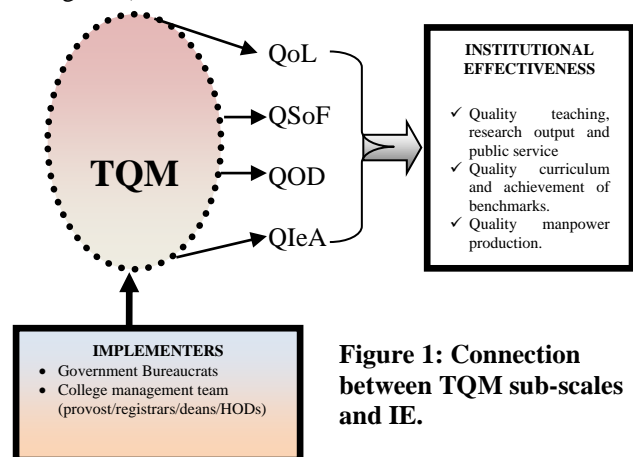 TQM
QoL
QSoF
QOD
QIeA
INSTITUTIONAL
EFFECTIVENESS
✓ Quality teaching,
research output and
public service
✓ Quality curriculum
and achievement of
benchmarks.
✓ Quality manpower
production.
IMPLEMENTERS
• Government Bureaucrats
• College management team
(provost/registrars/deans/HODs)
Figure 1: Connection
between TQM sub-scales
and IE.